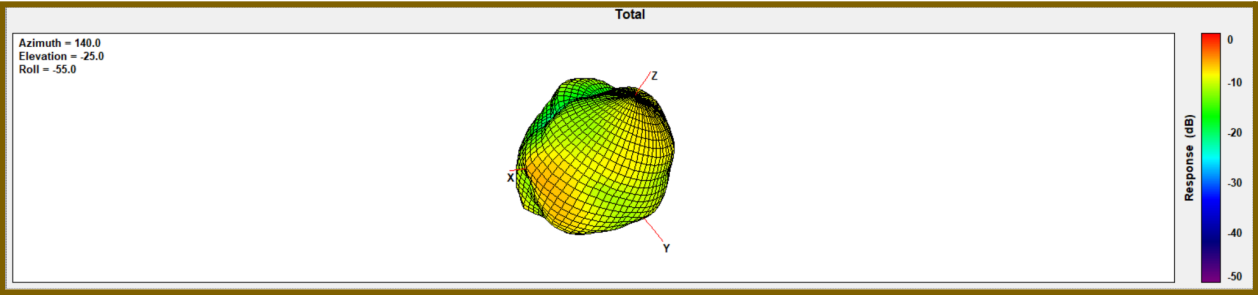 Total
Azimuth = 140.0
Elevation = -25.0
Roll = -55.0
Z
X
Y
Response (dB)
0
-10
-20
-30
-40
-50